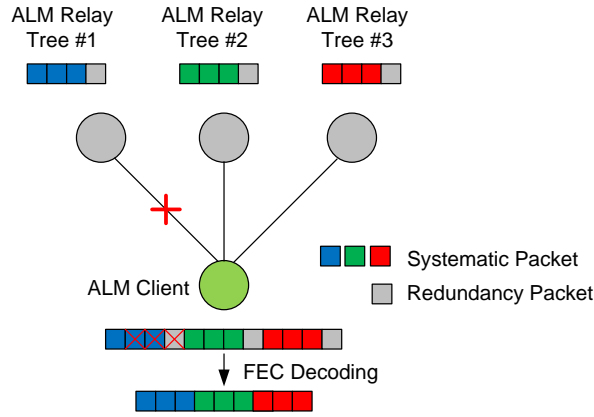 ALM Relay
Tree #1
ALM Relay
Tree #2
ALM Relay
Tree #3
ALM Client
Systematic Packet
Redundancy Packet
FEC Decoding